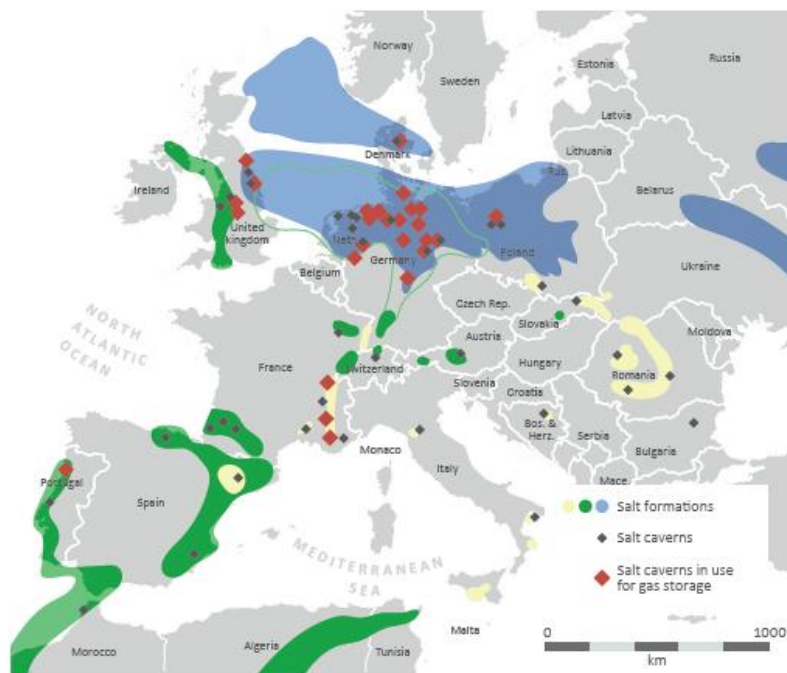 Norway
Sweden
Estonia
Russia
Latvia
Lithuania
Rus.
Denmark
Belarus
Ireland
United
kingdom
Neth.
Germany
Poland
Belgium
Ukraine
Czech Rep.
Slovakia
Moldova
NORTH
ATLANTIC
OCEAN
Austria
France
Switzerland
Hungary
Romania
Slovenia
Croatia
Bos. &
Herz.
Serbia
Monaco
Italy
Bulgaria
Mace
Portugal
Spain
MEDITERRANEAN
SEA
Malta
Morocco
Algeria
Tunisia
Salt formations
Salt caverns
Salt caverns in use
for gas storage
0 1000
km